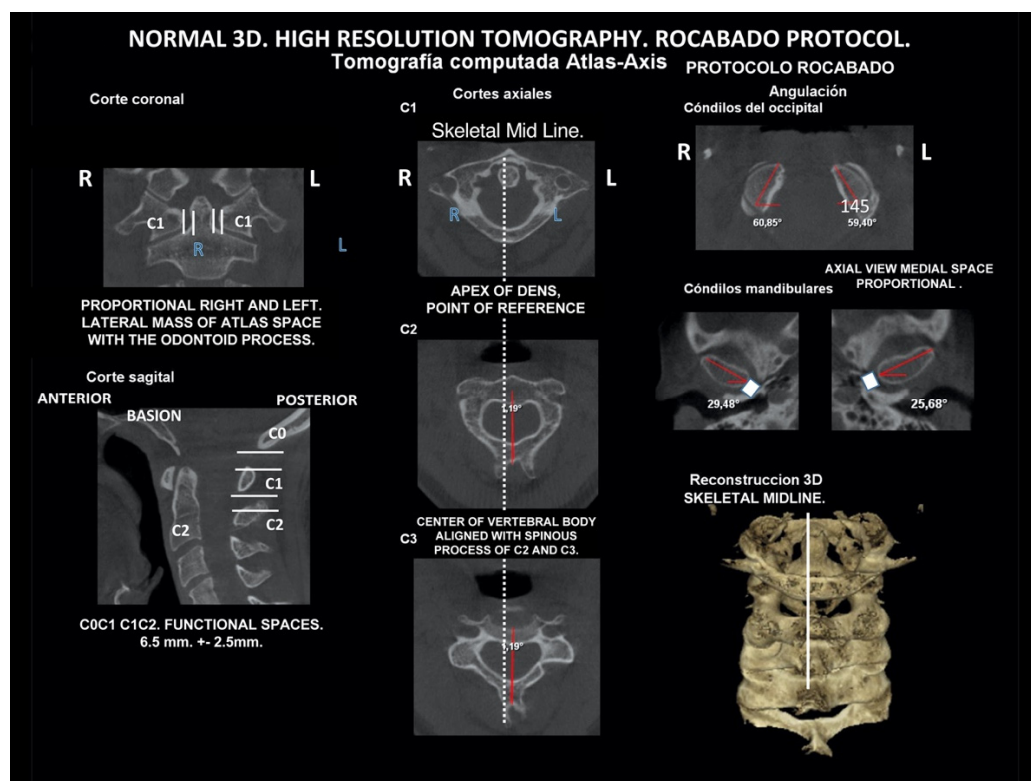 NORMAL 3D. HIGH RESOLUTION TOMOGRAPHY. ROCABADO PROTOCOL.
Tomografía computada Atlas-Axis
PROTOCOLO ROCABADO
Corte coronal
R
L
C1
C1
R
L
PROPORTIONAL RIGHT AND LEFT.
LATERAL MASS OF ATLAS SPACE
WITH THE ODONTOID PROCESS.
Corte sagital
ANTERIOR
POSTERIOR
BASION
C0
C1
C2
C2
C0C1 C1C2. FUNCTIONAL SPACES.
6.5 mm. +- 2.5mm.
Cortes axiales
C1
Skeletal Mid Line.
R
L
R
L
APEX OF DENS,
POINT OF REFERENCE
C2
1,19°
CENTER OF VERTEBRAL BODY
ALIGNED WITH SPINOUS
PROCESS OF C2 AND C3.
C3
1,19°
Angulación
Cóndilos del occipital
R
L
145
60,85°
59,40°
AXIAL VIEW MEDIAL SPACE
PROPORTIONAL .
Cóndilos mandibulares
29,48°
25,68°
Reconstruccion 3D
SKELETAL MIDLINE.